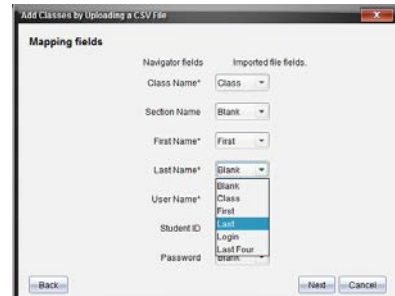 Add Classes by Uploading a CSV File
Mapping fields
Navigator fields Imported file fields.
Class Name* Class
Section Name Blank
First Name* First
Last Name* Blank
Blank
Class
User Name*
First
Last
Student ID
Login
Last Four
Password Blank
Back Next Cancel